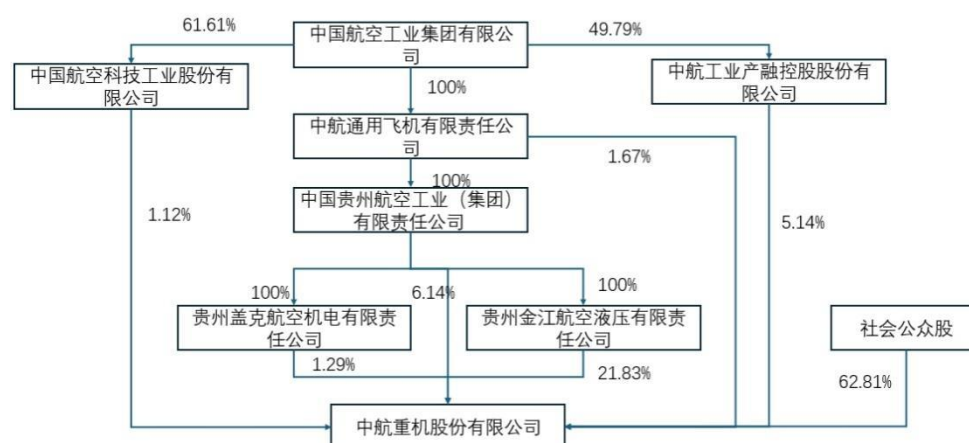 61.61%
中国航空工业集团有限公
司
49.79%
中国航空科技工业股份有
限公司
中航工业产融控股股份有
限公司
100%
中航通用飞机有限责任公
司
1.67%
100%
中国贵州航空工业（集团）
有限责任公司
1.12%
5.14%
100%
6.14%
100%
贵州盖克航空机电有限责
任公司
贵州金江航空液压有限责
任公司
社会公众股
1.29%
21.83%
62.81%
中航重机股份有限公司